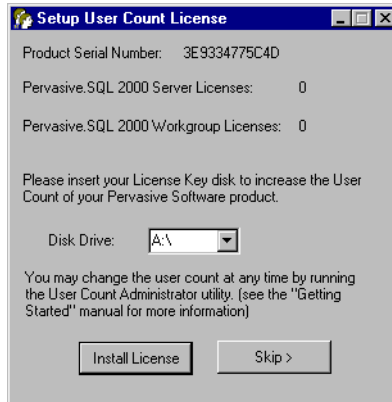 Setup User Count License
Product Serial Number: 3E9334775C4D
Pervasive.SQL 2000 Server Licenses: 0
Pervasive.SQL 2000 Workgroup Licenses: 0
Please insert your License Key disk to increase the User
Count of your Pervasive Software product.
Disk Drive: A:\
You may change the user count at any time by running
the User Count Administrator utility. (see the "Getting
Started" manual for more information)
Install License Skip >